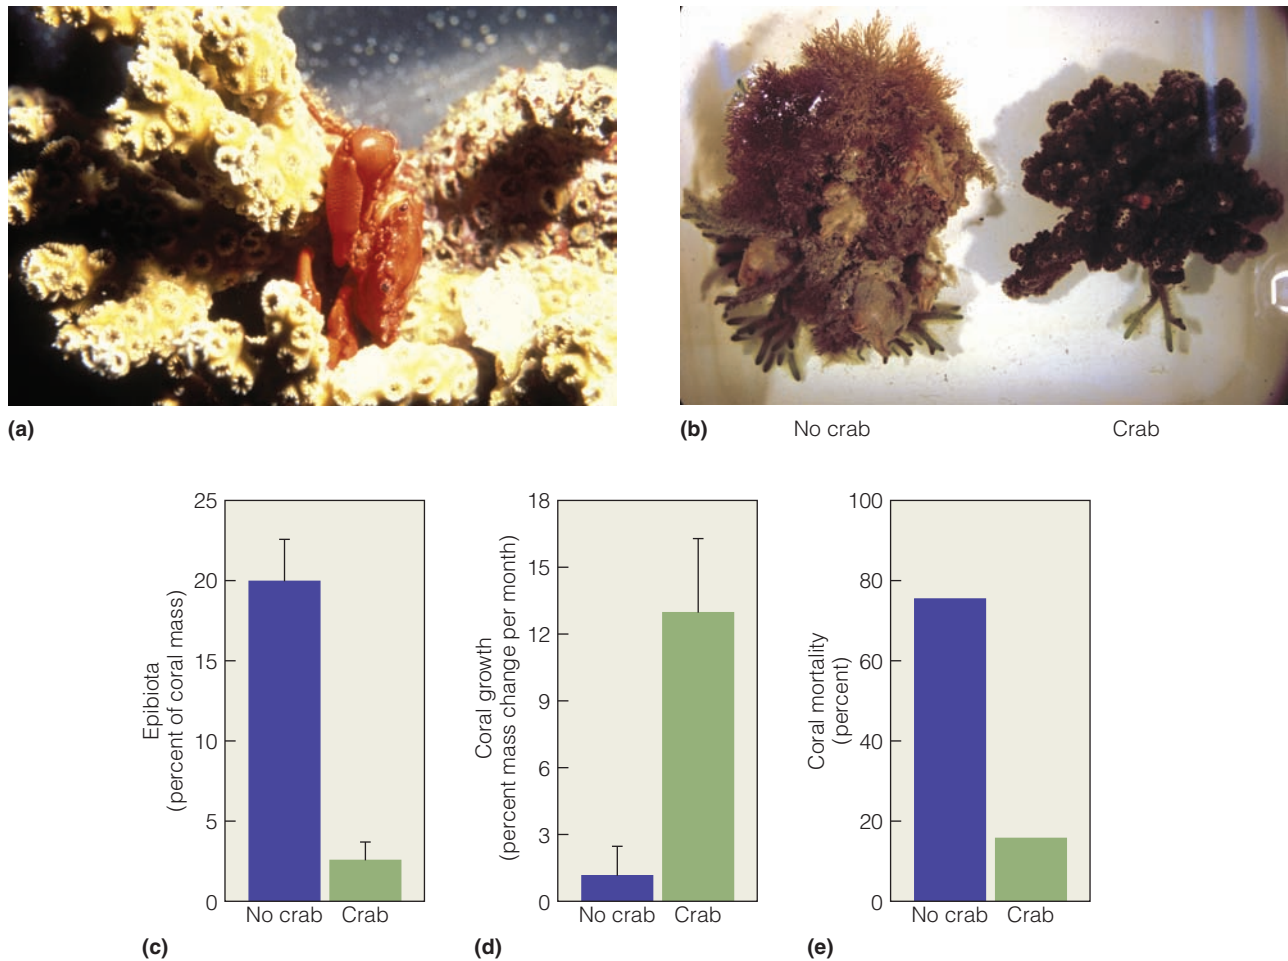 (a)
(b)
No crab
Crab
25
20
15
10
5
0
Epibiota
(percent of coral mass)
No crab
Crab
(c)
18
15
12
9
6
3
0
Coral growth
(percent mass change per month)
No crab
Crab
(d)
100
80
60
40
20
0
Coral mortality
(percent)
No crab
Crab
(e)